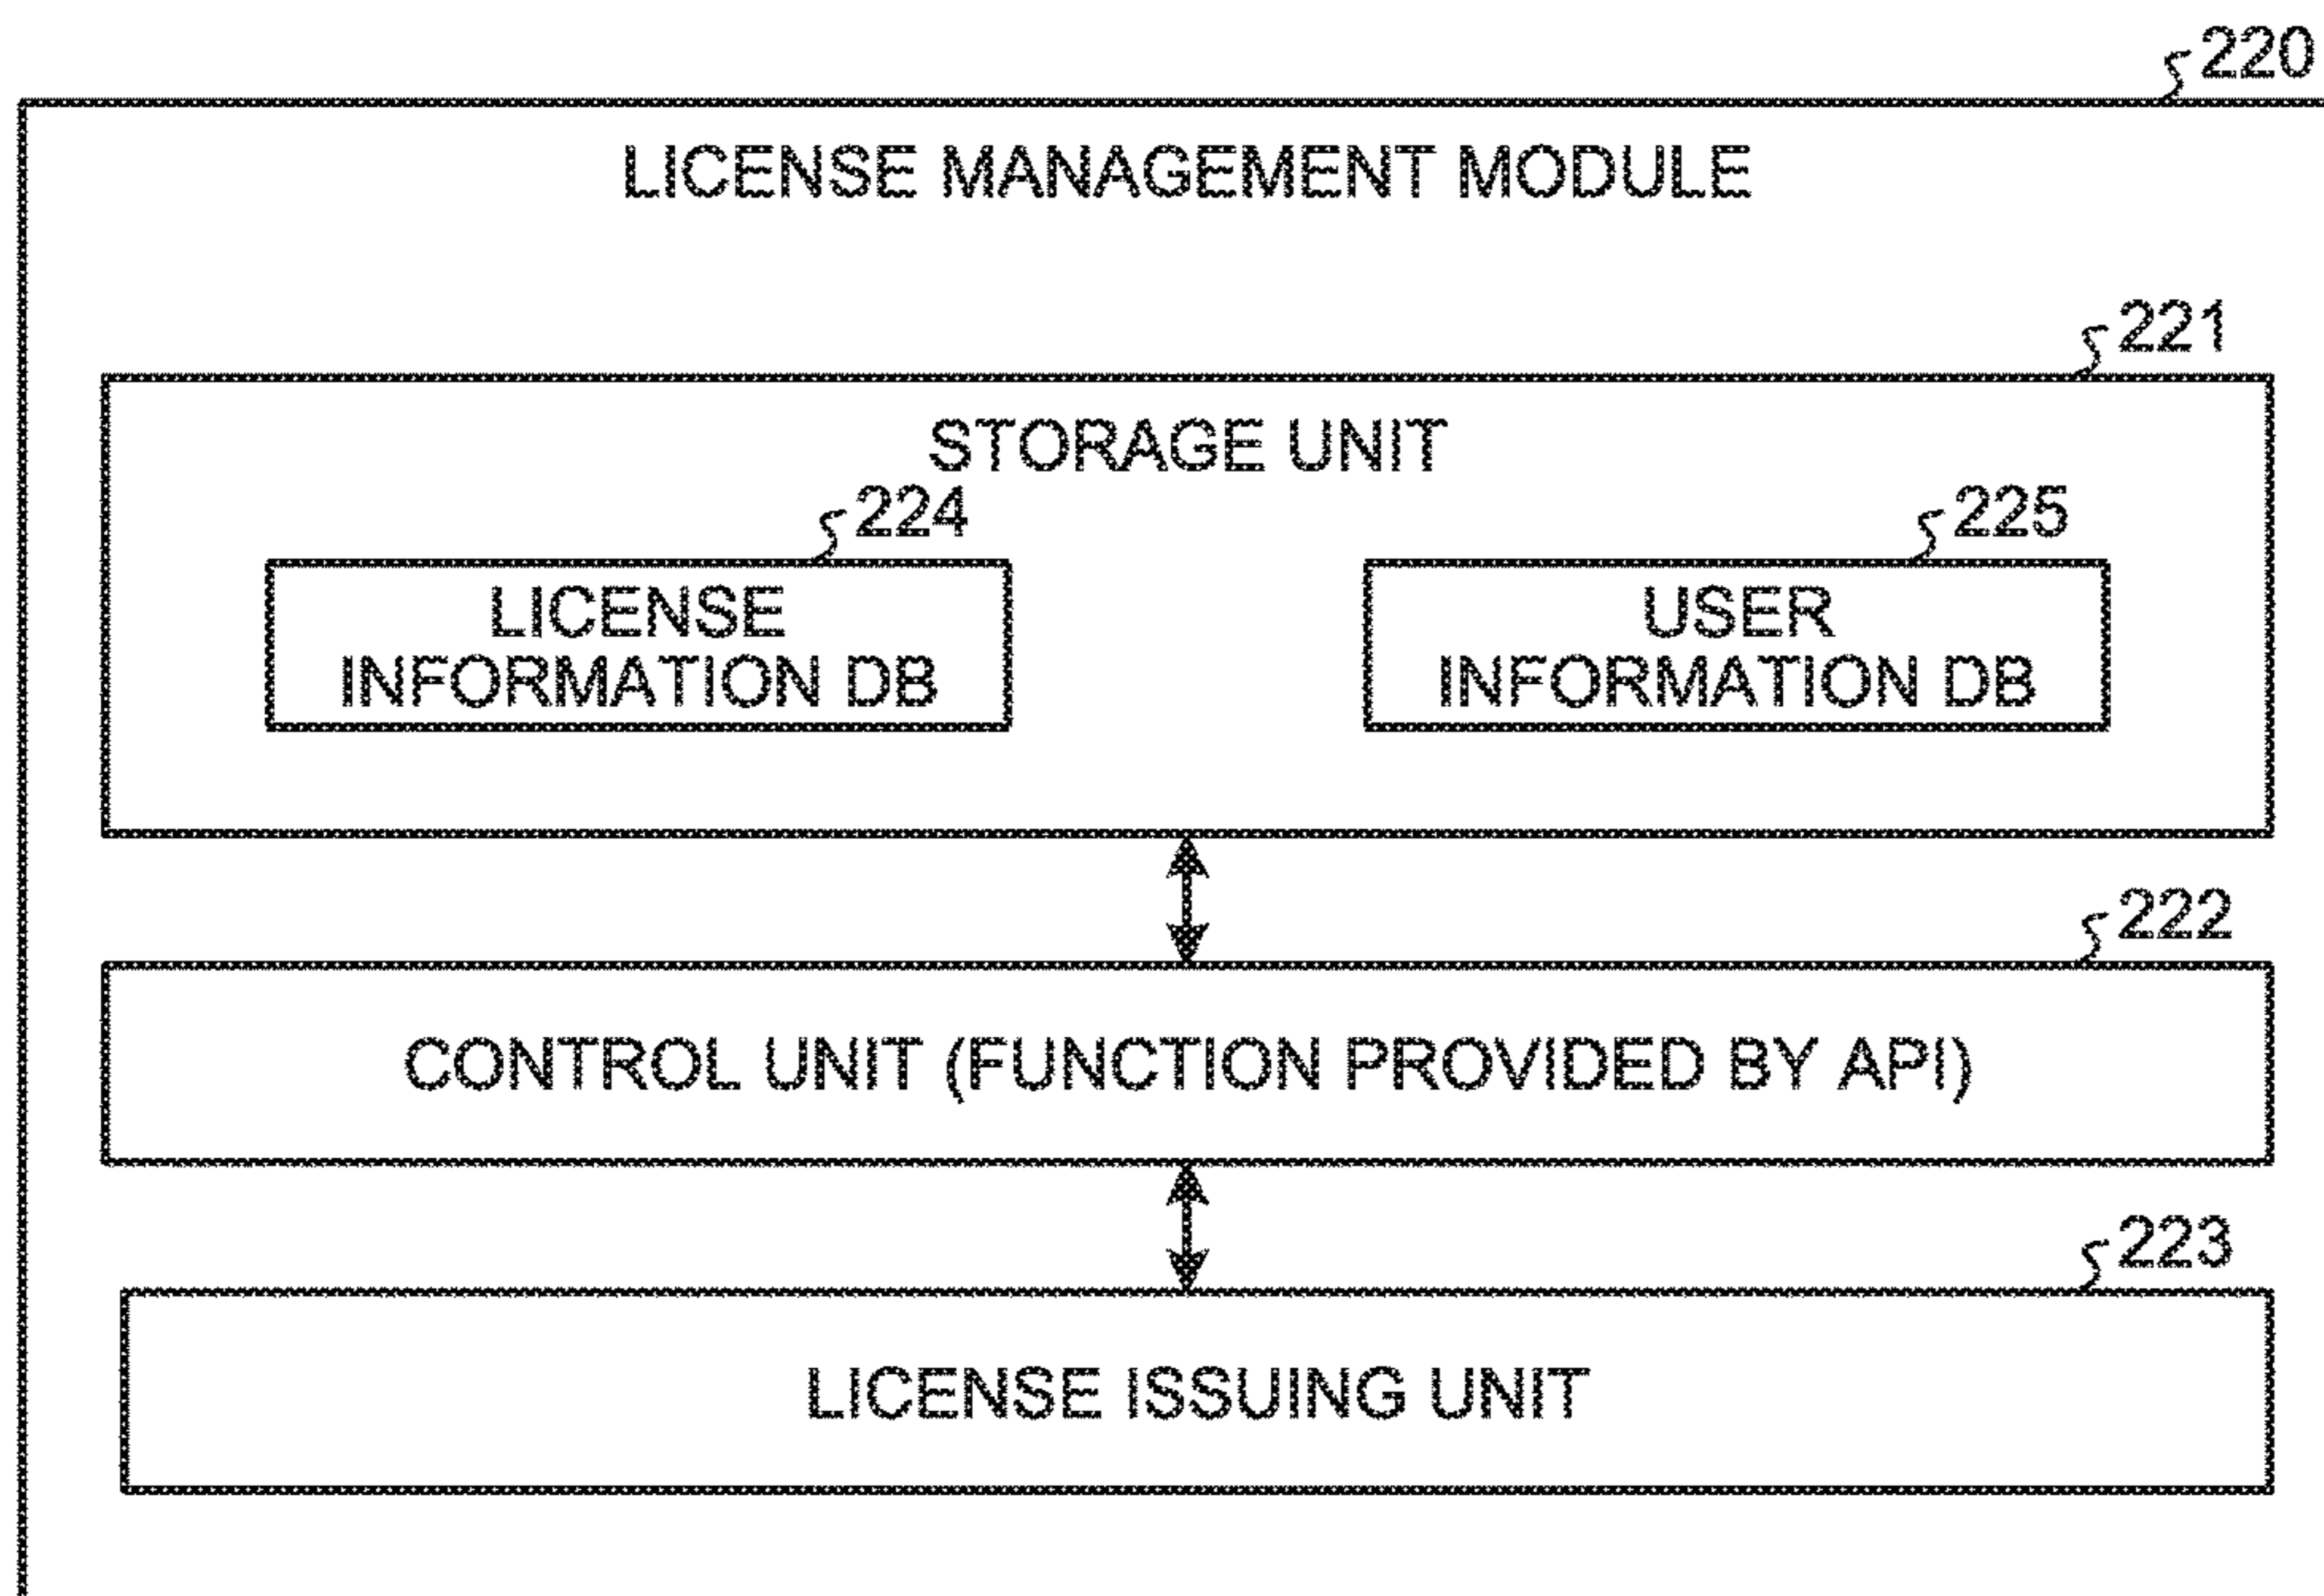 220
LICENSE MANAGEMENT MODULE
221
STORAGE UNIT
224
225
LICENSE
INFORMATION DB
USER
INFORMATION DB
222
CONTROL UNIT (FUNCTION PROVIDED BY API)
223
LICENSE ISSUING UNIT